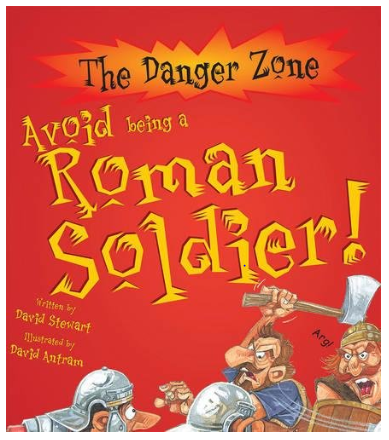 The Danger Zone
Avoid being a
Roman
Soldier!
Written by
David Stewart
Illustrated by
David Antram
Arg!